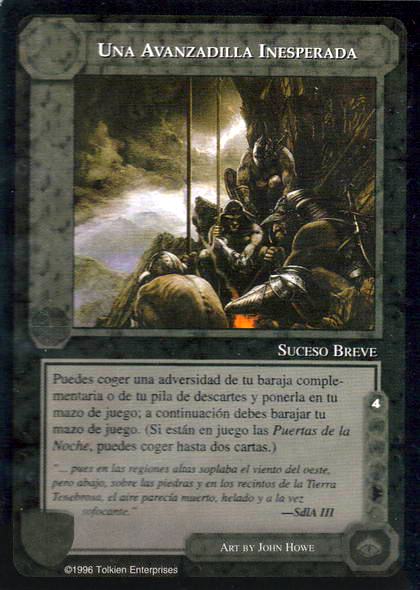 UNA AVANZADILLA INESPERADA
SUCESO BREVE
Puedes coger una adversidad de tu baraja comple-
mentaria o de tu pila de descartes y ponerla en tu
mazo de juego; a continuación debes barajar tu
mazo de juego. (Si están en juego las Puertas de la
Noche, puedes coger hasta dos cartas.)
4
"... pues en las regiones altas soplaba el viento del oeste,
pero abajo, sobre las piedras y en los recintos de la Tierra
Tenebrosa, el aire parecía muerto, helado y a la vez
sofocante."
—SdlA III
ART BY JOHN HOWE
©1996 Tolkien Enterprises